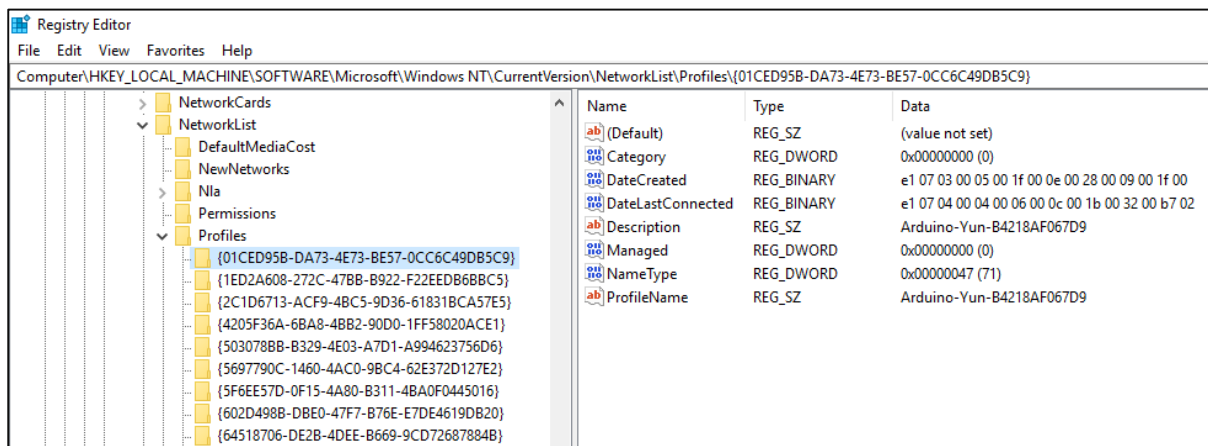 Registry Editor
File Edit View Favorites Help
Computer\HKEY_LOCAL_MACHINE\SOFTWARE\Microsoft\Windows NT\CurrentVersion\NetworkList\Profiles\{01CED95B-DA73-4E73-BE57-0CC6C49DB5C9}
NetworkCards
NetworkList
DefaultMediaCost
NewNetworks
Nla
Permissions
Profiles
{01CED95B-DA73-4E73-BE57-0CC6C49DB5C9}
{1ED2A608-272C-47BB-B922-F22EEDB6BBC5}
{2C1D6713-ACF9-4BC5-9D36-61831BCA57E5}
{4205F36A-6BA8-4BB2-90D0-1FF58020ACE1}
{503078BB-B329-4E03-A7D1-A994623756D6}
{5697790C-1460-4AC0-9BC4-62E372D127E2}
{5F6EE57D-0F15-4A80-B311-4BA0F0445016}
{602D498B-DBE0-47F7-B76E-E7DE4619DB20}
{64518706-DE2B-4DEE-B669-9CD72687884B}
Name Type Data
(Default) REG_SZ (value not set)
Category REG_DWORD 0x00000000 (0)
DateCreated REG_BINARY e1 07 03 00 05 00 1f 00 0e 00 28 00 09 00 1f 00
DateLastConnected REG_BINARY e1 07 04 00 04 00 06 00 0c 00 1b 00 32 00 b7 02
Description REG_SZ Arduino-Yun-B4218AF067D9
Managed REG_DWORD 0x00000000 (0)
NameType REG_DWORD 0x00000047 (71)
ProfileName REG_SZ Arduino-Yun-B4218AF067D9